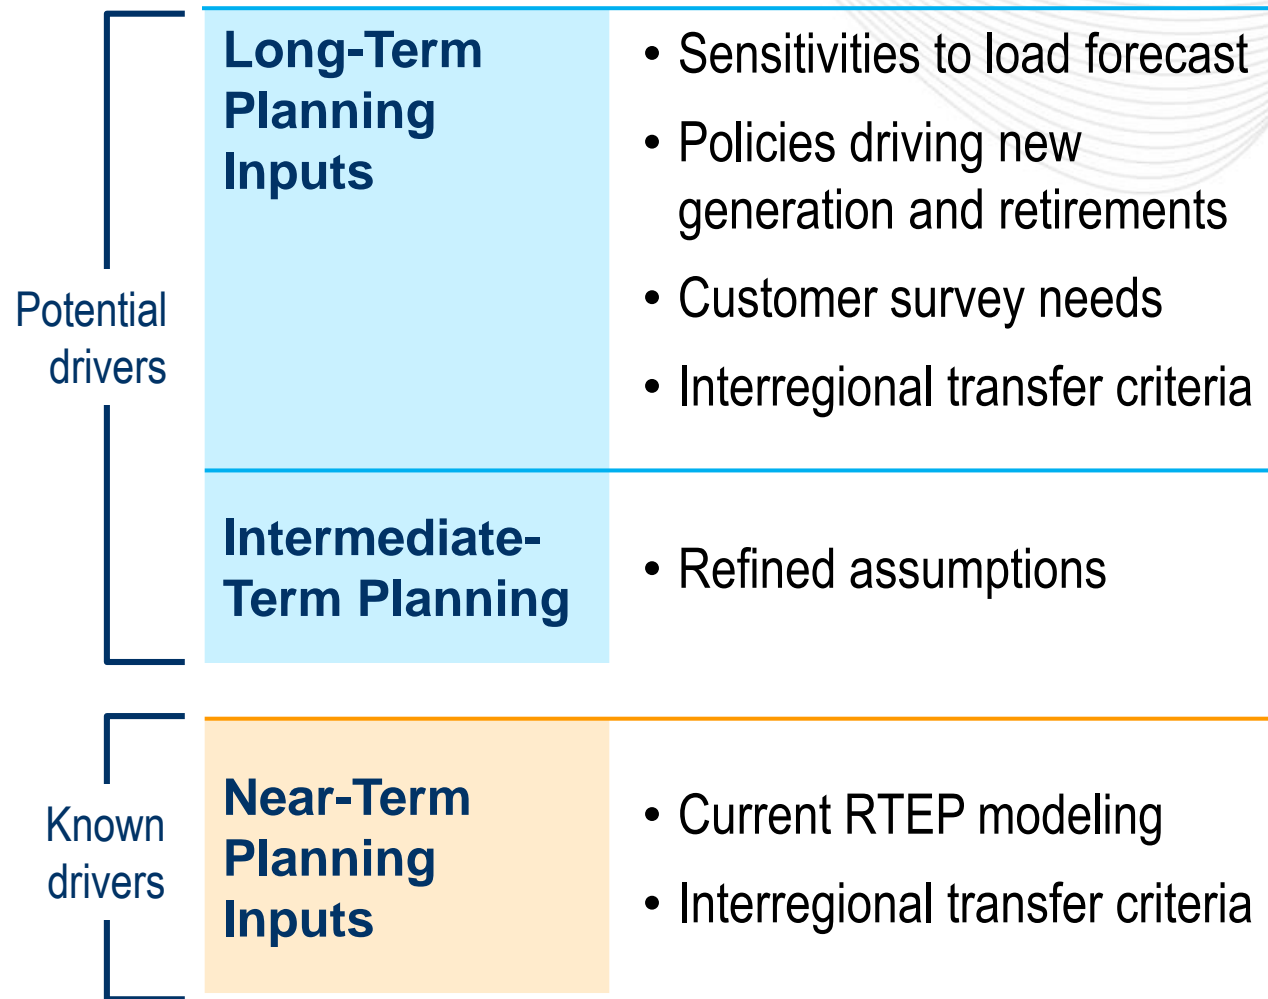 Potential
drivers
Long-Term
Planning
Inputs
• Sensitivities to load forecast
• Policies driving new
generation and retirements
• Customer survey needs
• Interregional transfer criteria
Intermediate-
Term Planning
• Refined assumptions
Known
drivers
Near-Term
Planning
Inputs
• Current RTEP modeling
• Interregional transfer criteria